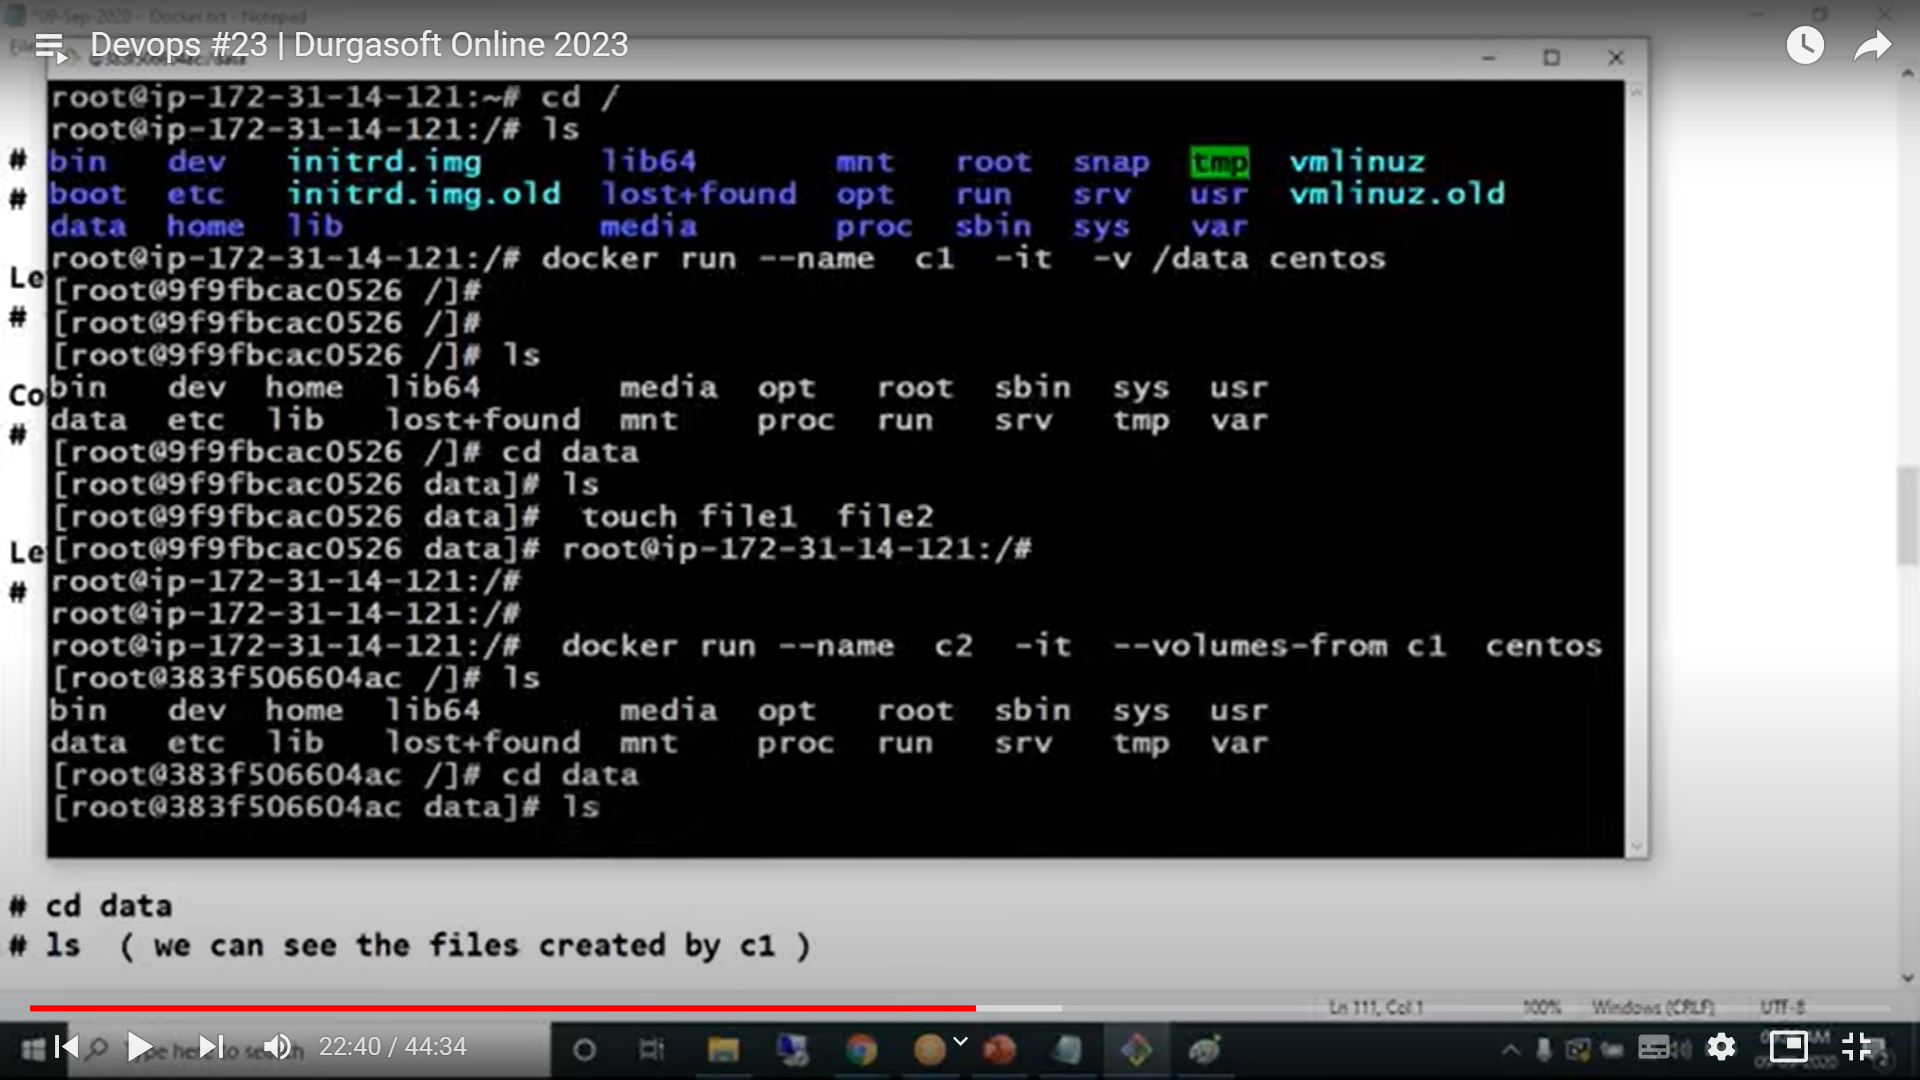 *09-Sep-2020 - Docker.txt - Notepad
Devops #23 | Durgasoft Online 2023
root@ip-172-31-14-121:~# cd /
root@ip-172-31-14-121:/# ls
# bin dev initrd.img lib64 mnt root snap tmp vmlinuz
# boot etc initrd.img.old lost+found opt run srv usr vmlinuz.old
data home lib media proc sbin sys var
root@ip-172-31-14-121:/# docker run --name c1 -it -v /data centos
Le [root@9f9fbcac0526 /]#
# [root@9f9fbcac0526 /]#
[root@9f9fbcac0526 /]# ls
Co bin dev home lib64 media opt root sbin sys usr
# data etc lib lost+found mnt proc run srv tmp var
[root@9f9fbcac0526 /]# cd data
[root@9f9fbcac0526 data]# ls
[root@9f9fbcac0526 data]# touch file1 file2
Le [root@9f9fbcac0526 data]# root@ip-172-31-14-121:/#
# root@ip-172-31-14-121:/#
root@ip-172-31-14-121:/#
root@ip-172-31-14-121:/# docker run --name c2 -it --volumes-from c1 centos
[root@383f506604ac /]# ls
bin dev home lib64 media opt root sbin sys usr
data etc lib lost+found mnt proc run srv tmp var
[root@383f506604ac /]# cd data
[root@383f506604ac data]# ls
# cd data
# ls ( we can see the files created by c1 )
Ln 111, Col 1 100% Windows (CRLF) UTF-8
Type here to search
22:40 / 44:34